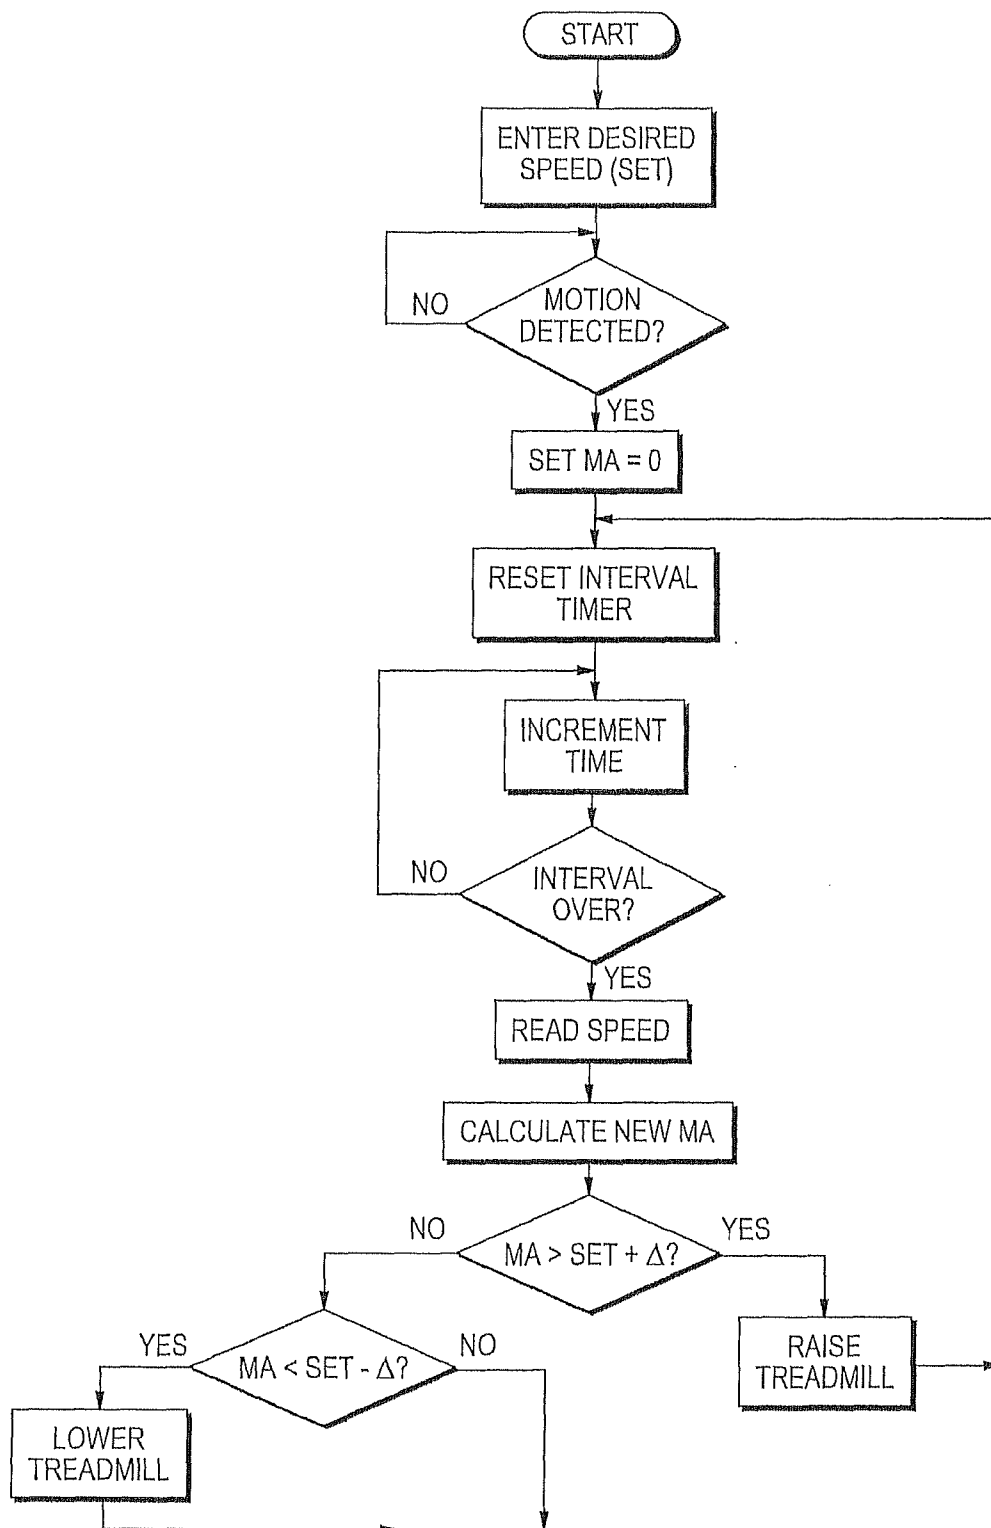 START
ENTER DESIRED
SPEED (SET)
NO
MOTION
DETECTED?
YES
SET MA = 0
RESET INTERVAL
TIMER
INCREMENT
TIME
NO
INTERVAL
OVER?
YES
READ SPEED
CALCULATE NEW MA
NO
MA > SET + Δ?
YES
YES
MA < SET - Δ?
NO
RAISE
TREADMILL
LOWER
TREADMILL